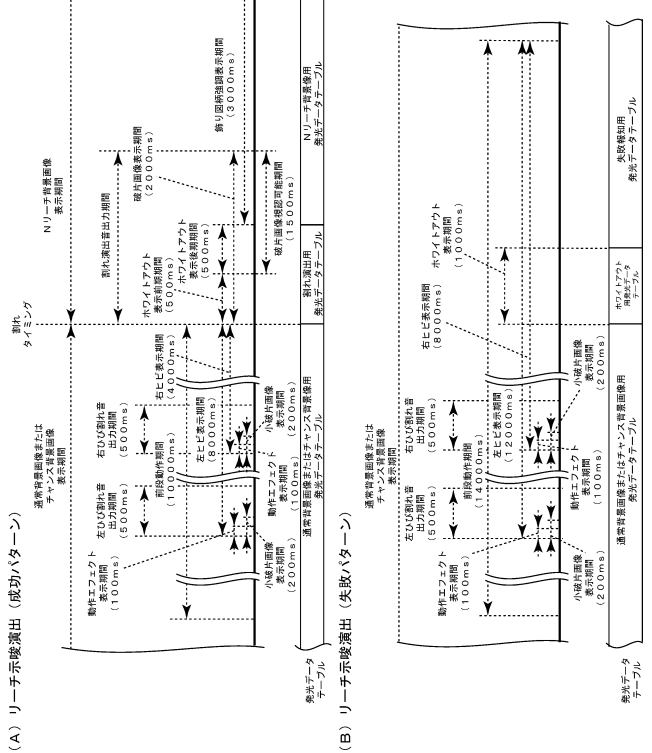 (A) リーチ示唆演出（成功パターン）
割れ
タイミング
通常背景画像または
チャンス背景画像
表示期間
Nリーチ背景画像
表示期間
割れ演出音出力期間
破片画像表示期間
(2000ms)
飾り図柄強調表示期間
(3000ms)
ホワイトアウト
表示前期期間
(500ms)
ホワイトアウト
表示後期期間
(500ms)
破片画像視認可能期間
(1500ms)
動作エフェクト
表示期間
(100ms)
左ひび割れ音
出力期間
(500ms)
前段動作期間
(10000ms)
右ひび割れ音
出力期間
(500ms)
左ヒビ表示期間
(8000ms)
右ヒビ表示期間
(4000ms)
小破片画像
表示期間
(200ms)
動作エフェクト
表示期間
(100ms)
小破片画像
表示期間
(200ms)
発光データ
テーブル
通常背景画像またはチャンス背景画像用
発光データテーブル
割れ演出用
発光データテーブル
Nリーチ背景像用
発光データテーブル
(B) リーチ示唆演出（失敗パターン）
通常背景画像または
チャンス背景画像
表示期間
動作エフェクト
表示期間
(100ms)
左ひび割れ音
出力期間
(500ms)
前段動作期間
(14000ms)
右ひび割れ音
出力期間
(500ms)
左ヒビ表示期間
(12000ms)
右ヒビ表示期間
(8000ms)
ホワイトアウト
表示期間
(1000ms)
小破片画像
表示期間
(200ms)
動作エフェクト
表示期間
(100ms)
小破片画像
表示期間
(200ms)
発光データ
テーブル
通常背景画像またはチャンス背景画像用
発光データテーブル
ホワイトアウト
用発光データ
テーブル
失敗報知用
発光データテーブル